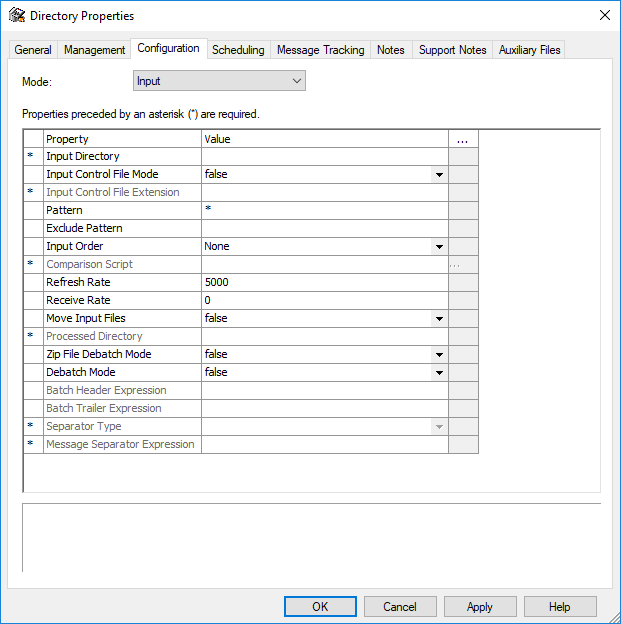 Directory Properties
General Management Configuration Scheduling Message Tracking Notes Support Notes Auxiliary Files
Mode: Input
Properties preceded by an asterisk (*) are required.
Property Value ...
* Input Directory
Input Control File Mode false
* Input Control File Extension
Pattern *
Exclude Pattern
Input Order None
* Comparison Script ...
Refresh Rate 5000
Receive Rate 0
Move Input Files false
* Processed Directory
Zip File Debatch Mode false
Debatch Mode false
Batch Header Expression
Batch Trailer Expression
* Separator Type
* Message Separator Expression
OK Cancel Apply Help